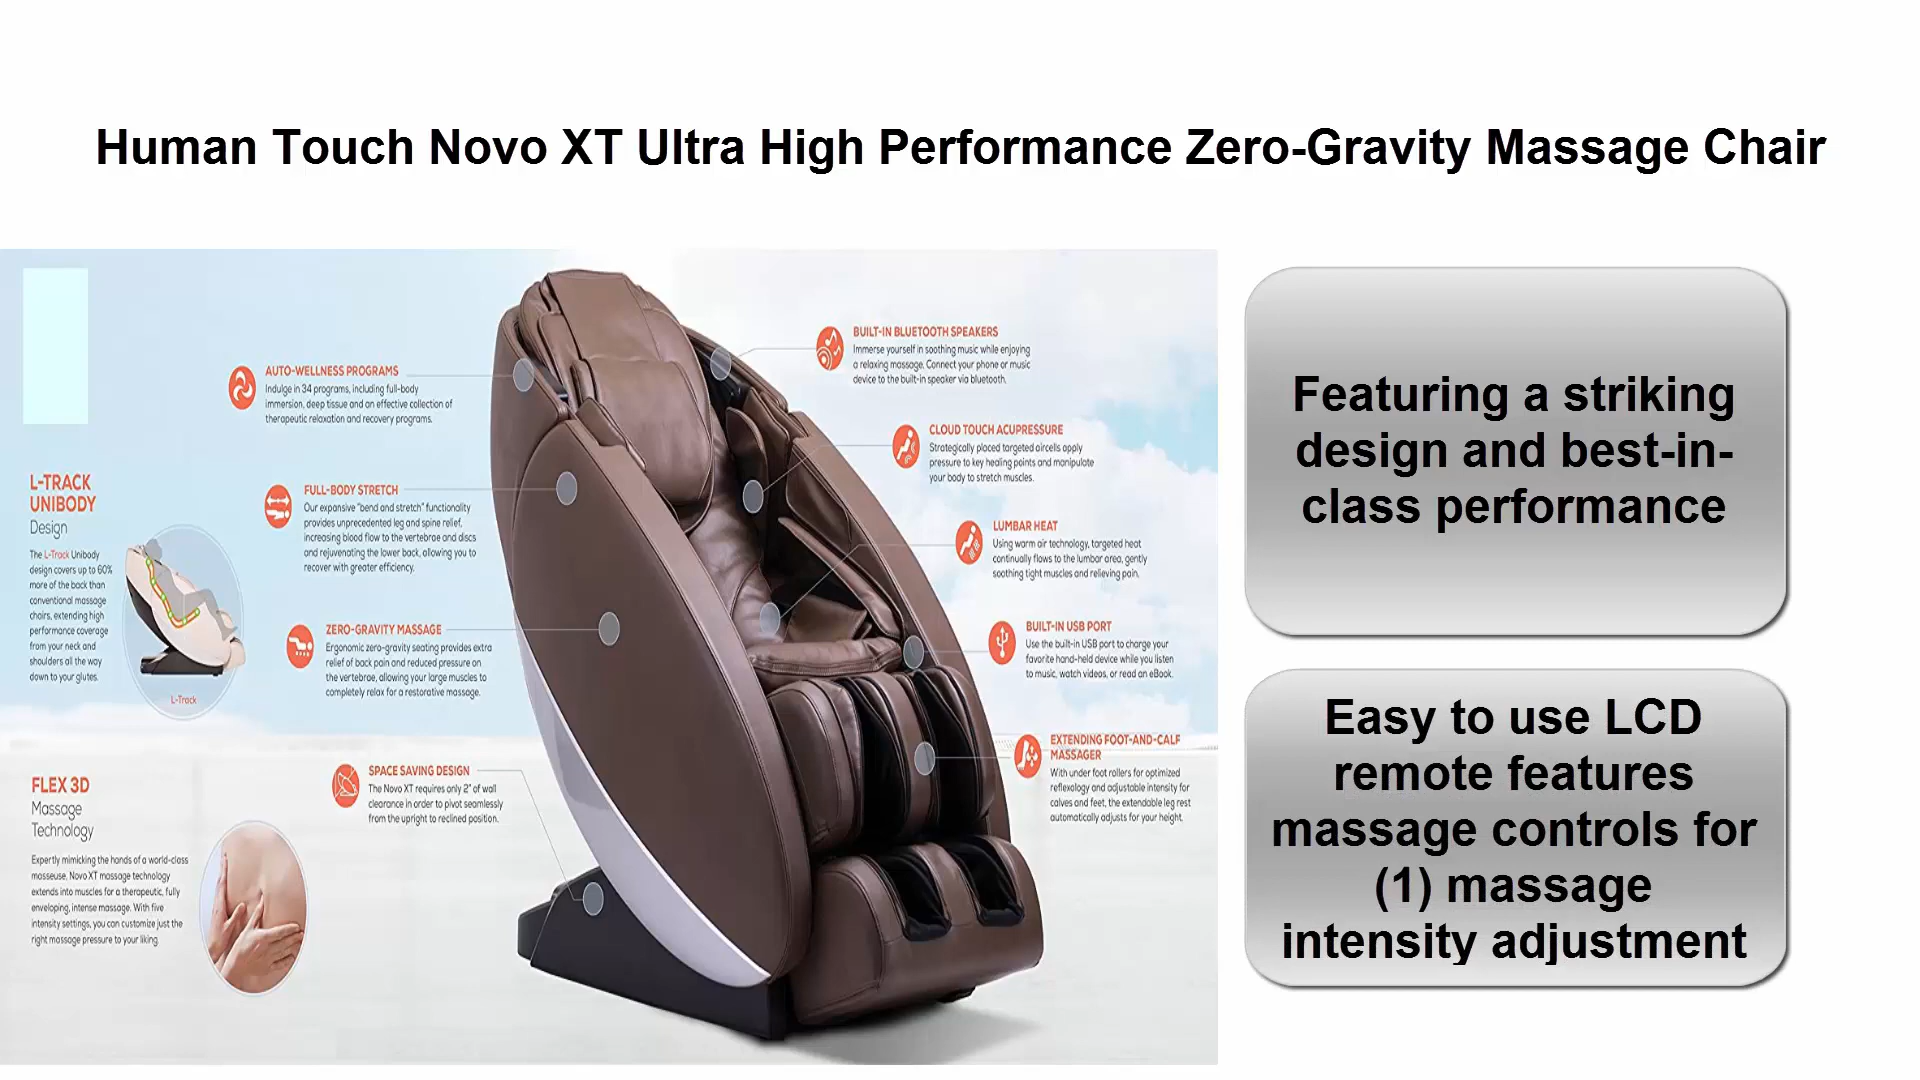 Human Touch Novo XT Ultra High Performance Zero-Gravity Massage Chair
AUTO-WELLNESS PROGRAMS
Indulge in 34 programs, including full-body
immersion, deep tissue and an effective collection of
therapeutic relaxation and recovery programs.
L-TRACK
UNIBODY
Design
The L-Track Unibody
design covers up to 60%
more of the back than
conventional massage
chairs, extending high
performance coverage
from your neck and
shoulders all the way
down to your glutes.
L-Track
FULL-BODY STRETCH
Our expansive "bend and stretch" functionality
provides unprecedented leg and spine relief,
increasing blood flow to the vertebrae and discs
and rejuvenating the lower back, allowing you to
recover with greater efficiency.
ZERO-GRAVITY MASSAGE
Ergonomic zero-gravity seating provides extra
relief of back pain and reduced pressure on
the vertebrae, allowing your large muscles to
completely relax for a restorative massage.
FLEX 3D
Massage
Technology
Expertly mimicking the hands of a world-class
masseuse, Novo XT massage technology
extends into muscles for a therapeutic, fully
enveloping, intense massage. With five
intensity settings, you can customize just the
right massage pressure to your liking.
SPACE SAVING DESIGN
The Novo XT requires only 2" of wall
clearance in order to pivot seamlessly
from the upright to reclined position.
BUILT-IN BLUETOOTH SPEAKERS
Immerse yourself in soothing music while enjoying
a relaxing massage. Connect your phone or music
device to the built-in speaker via bluetooth.
CLOUD TOUCH ACUPRESSURE
Strategically placed targeted aircells apply
pressure to key healing points and manipulate
your body to stretch muscles.
LUMBAR HEAT
Using warm air technology, targeted heat
continually flows to the lumbar area, gently
soothing tight muscles and relieving pain.
BUILT-IN USB PORT
Use the built-in USB port to charge your
favorite hand-held device while you listen
to music, watch videos, or read an eBook.
EXTENDING FOOT-AND-CALF
MASSAGER
With under foot rollers for optimized
reflexology and adjustable intensity for
calves and feet, the extendable leg rest
automatically adjusts for your height.
Featuring a striking
design and best-in-
class performance
Easy to use LCD
remote features
massage controls for
(1) massage
intensity adjustment